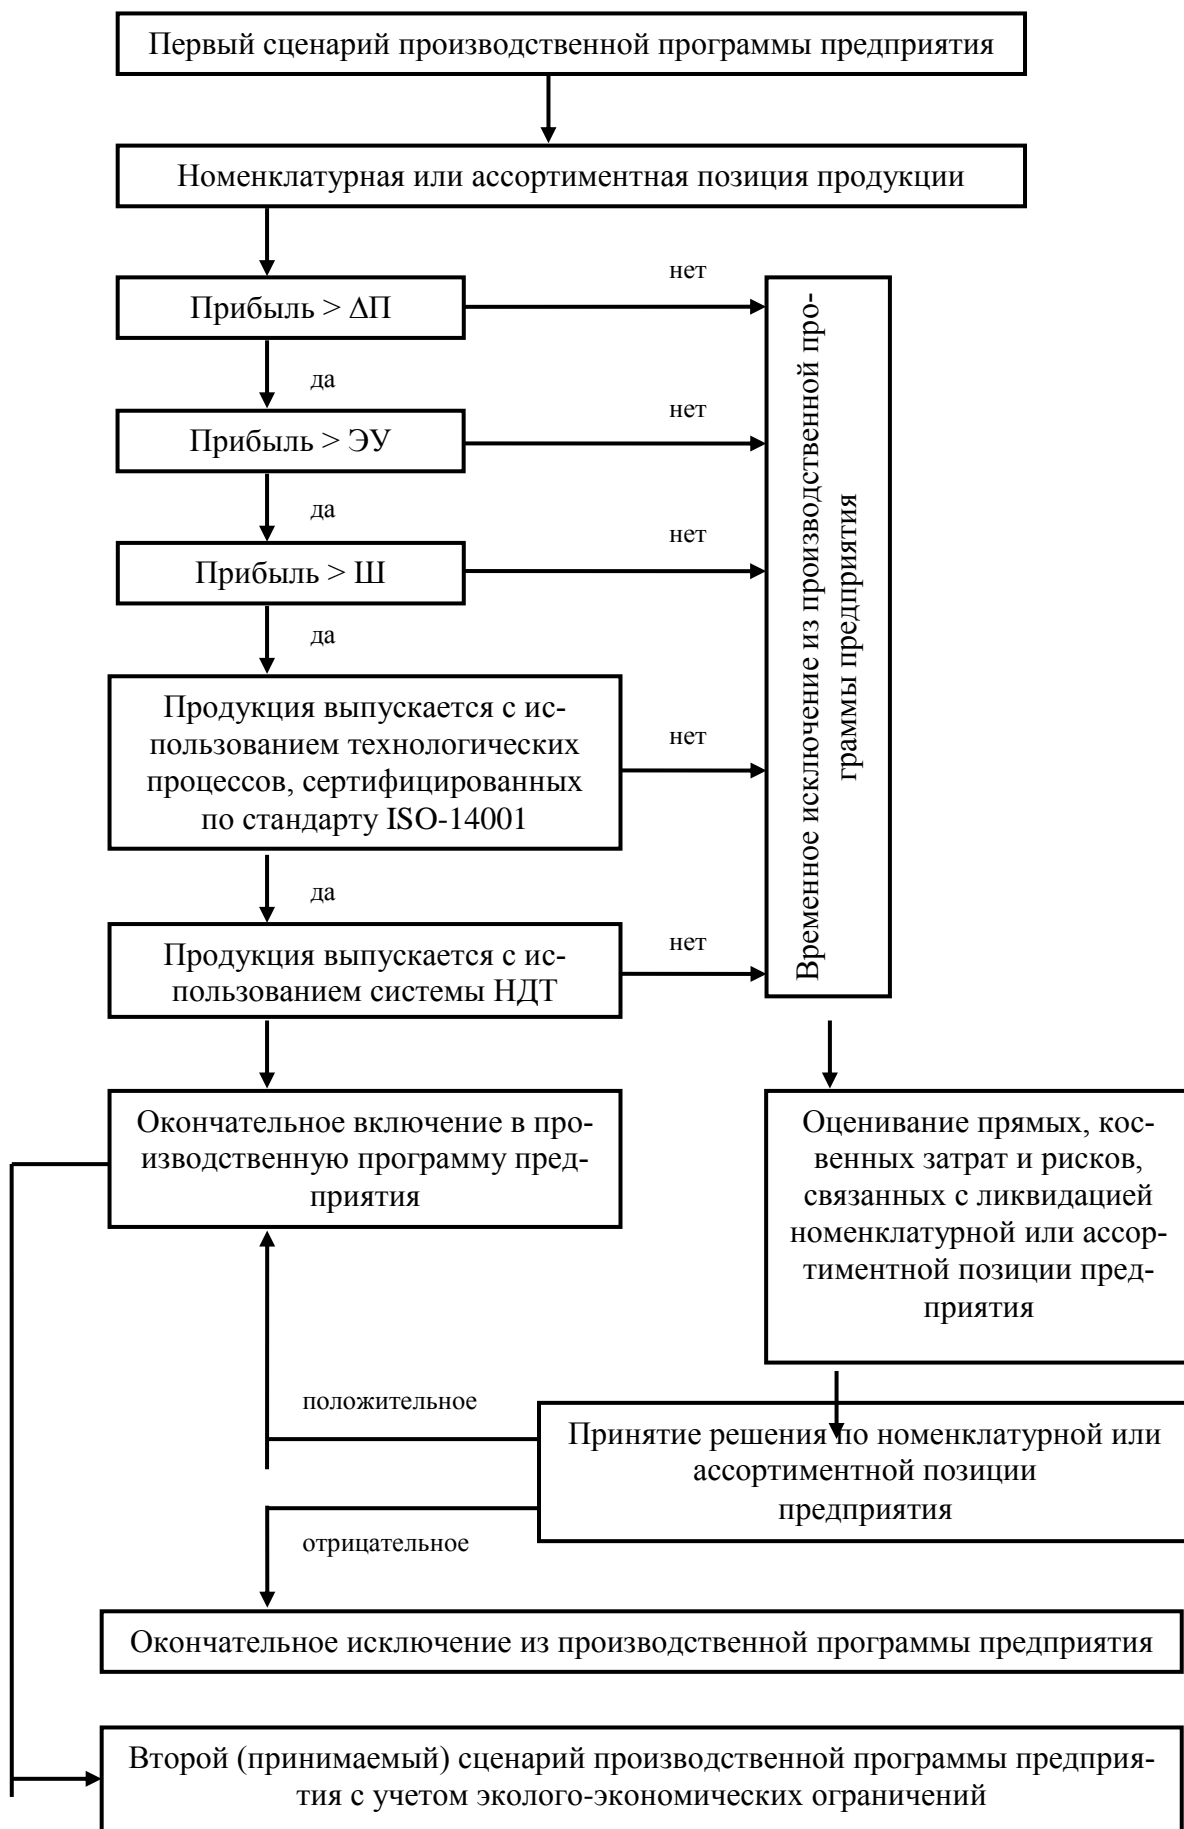 Первый сценарий производственной программы предприятия
Номенклатурная или ассортиментная позиция продукции
нет
Прибыль > ΔП
да
нет
Прибыль > ЭУ
да
нет
Прибыль > Ш
да
Продукция выпускается с ис-
пользованием технологических
процессов, сертифицированных
по стандарту ISO-14001
нет
да
Продукция выпускается с ис-
пользованием системы НДТ
нет
Временное исключение из производственной про-
граммы предприятия
Окончательное включение в про-
изводственную программу пред-
приятия
Оценивание прямых, кос-
венных затрат и рисков,
связанных с ликвидацией
номенклатурной или ассор-
тиментной позиции пред-
приятия
положительное
Принятие решения по номенклатурной или
ассортиментной позиции
предприятия
отрицательное
Окончательное исключение из производственной программы предприятия
Второй (принимаемый) сценарий производственной программы предприя-
тия с учетом эколого-экономических ограничений